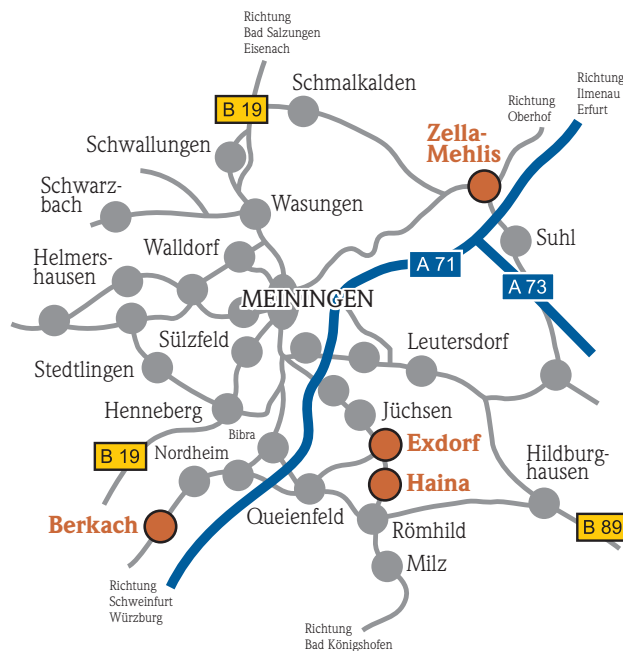 Richtung
Bad Salzungen
Eisenach
Schmalkalden
Richtung
Ilmenau
Erfurt
B 19
Richtung
Oberhof
Zella-
Mehlis
Schwallungen
Schwarz-
bach
Wasungen
Walldorf
Suhl
Helmers-
hausen
A 71
A 73
MEININGEN
Sülzfeld
Leutersdorf
Stedtlingen
Henneberg
Jüchsen
Bibra
Exdorf
B 19
Nordheim
Hildburg-
hausen
Haina
Berkach
Queienfeld
Römhild
B 89
Milz
Richtung
Schweinfurt
Würzburg
Richtung
Bad Königshofen